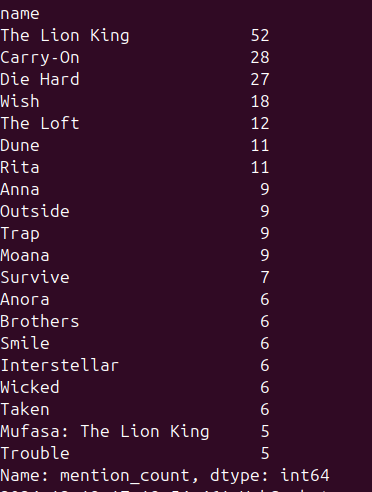 name
The Lion King 52
Carry-On 28
Die Hard 27
Wish 18
The Loft 12
Dune 11
Rita 11
Anna 9
Outside 9
Trap 9
Moana 9
Survive 7
Anora 6
Brothers 6
Smile 6
Interstellar 6
Wicked 6
Taken 6
Mufasa: The Lion King 5
Trouble 5
Name: mention_count, dtype: int64